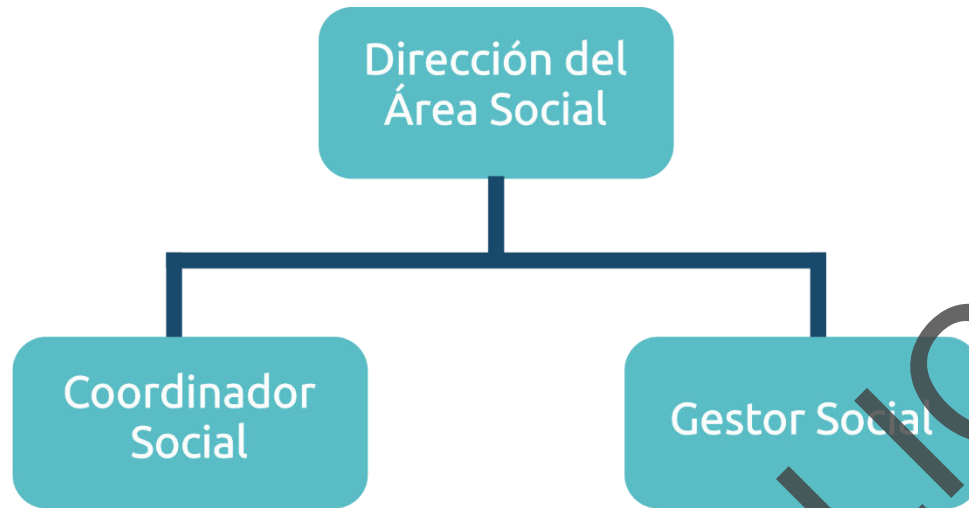 Dirección del
Área Social
Coordinador
Social
Gestor Social